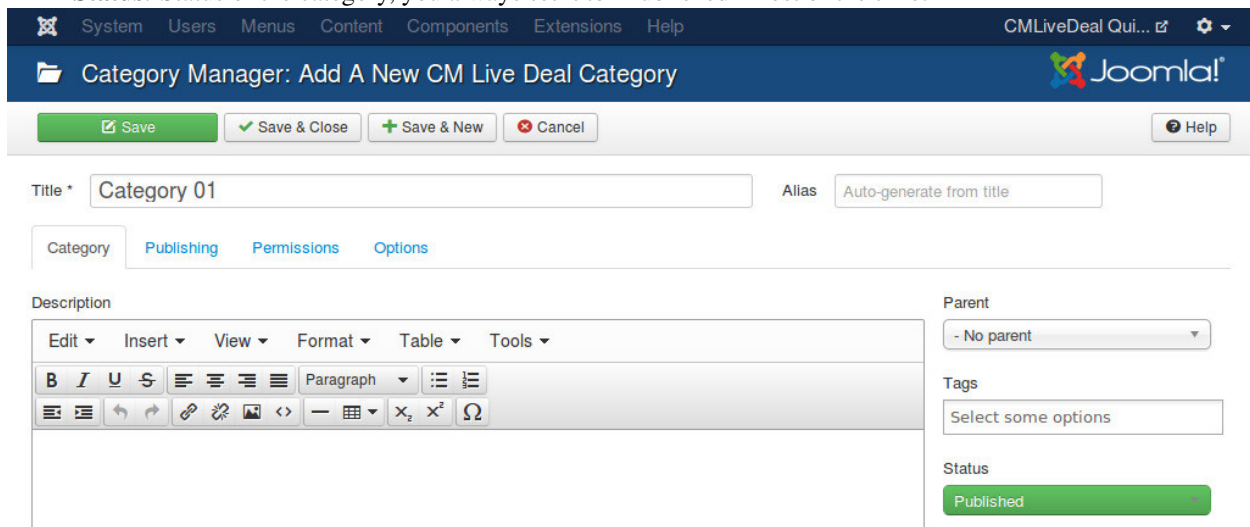 System Users Menus Content Components Extensions Help CMLiveDeal Qui...
Category Manager: Add A New CM Live Deal Category Joomla!®
Save Save & Close Save & New Cancel Help
Title * Category 01 Alias Auto-generate from title
Category Publishing Permissions Options
Description Parent
Edit Insert View Format Table Tools - No parent
B I U S Paragraph Tags
x₂ x² Ω Select some options
Status
Published